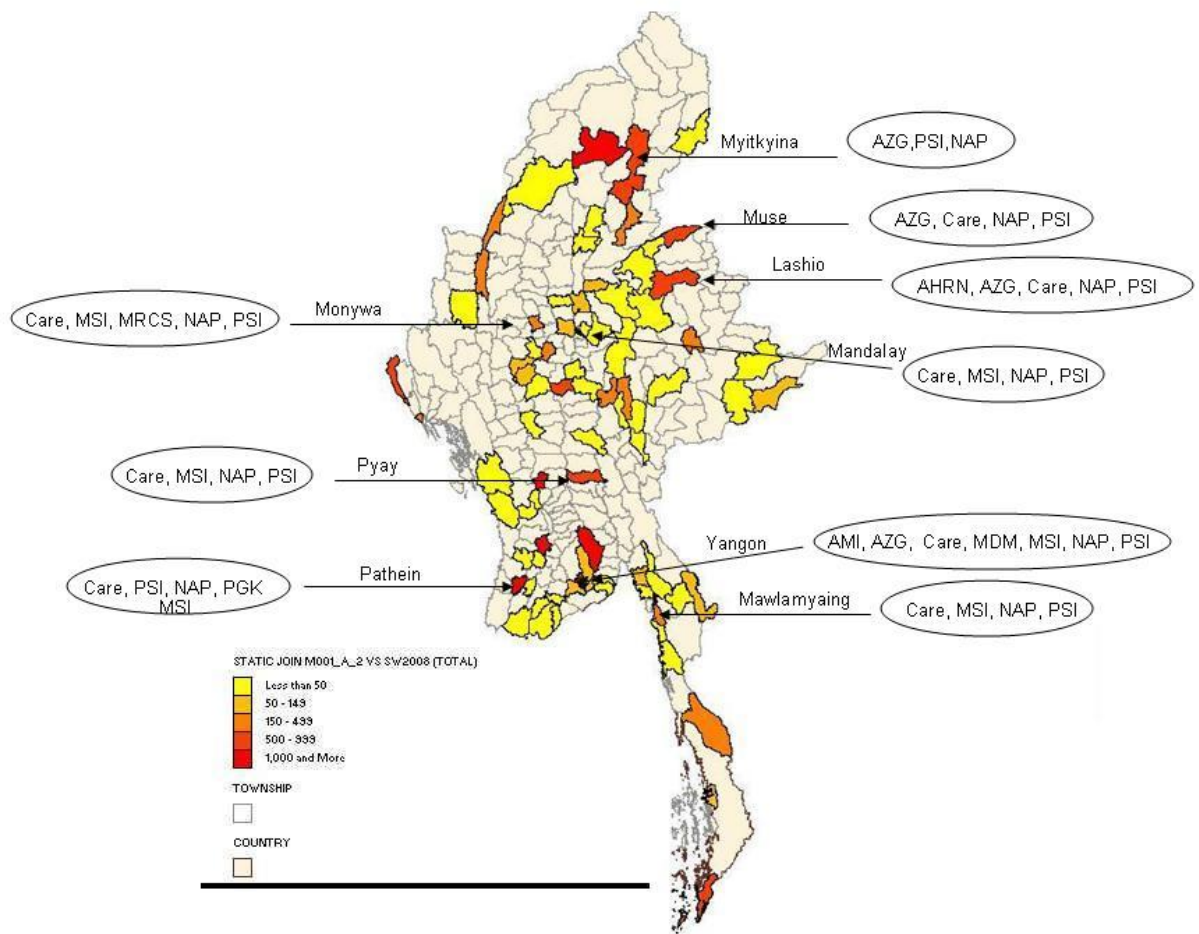 Myitkyina
AZG,PSI,NAP
Muse
AZG, Care, NAP, PSI
Lashio
AHRN, AZG, Care, NAP, PSI
Care, MSI, MRCS, NAP, PSI
Monywa
Mandalay
Care, MSI, NAP, PSI
Care, MSI, NAP, PSI
Pyay
Yangon
AMI, AZG, Care, MDM, MSI, NAP, PSI
Care, PSI, NAP, PGK
MSI
Pathein
Mawlamyaing
Care, MSI, NAP, PSI
STATIC JOIN M001_A_2 VS SW2008 (TOTAL)
Less than 50
50 - 149
150 - 499
500 - 999
1,000 and More
TOWNSHIP
COUNTRY